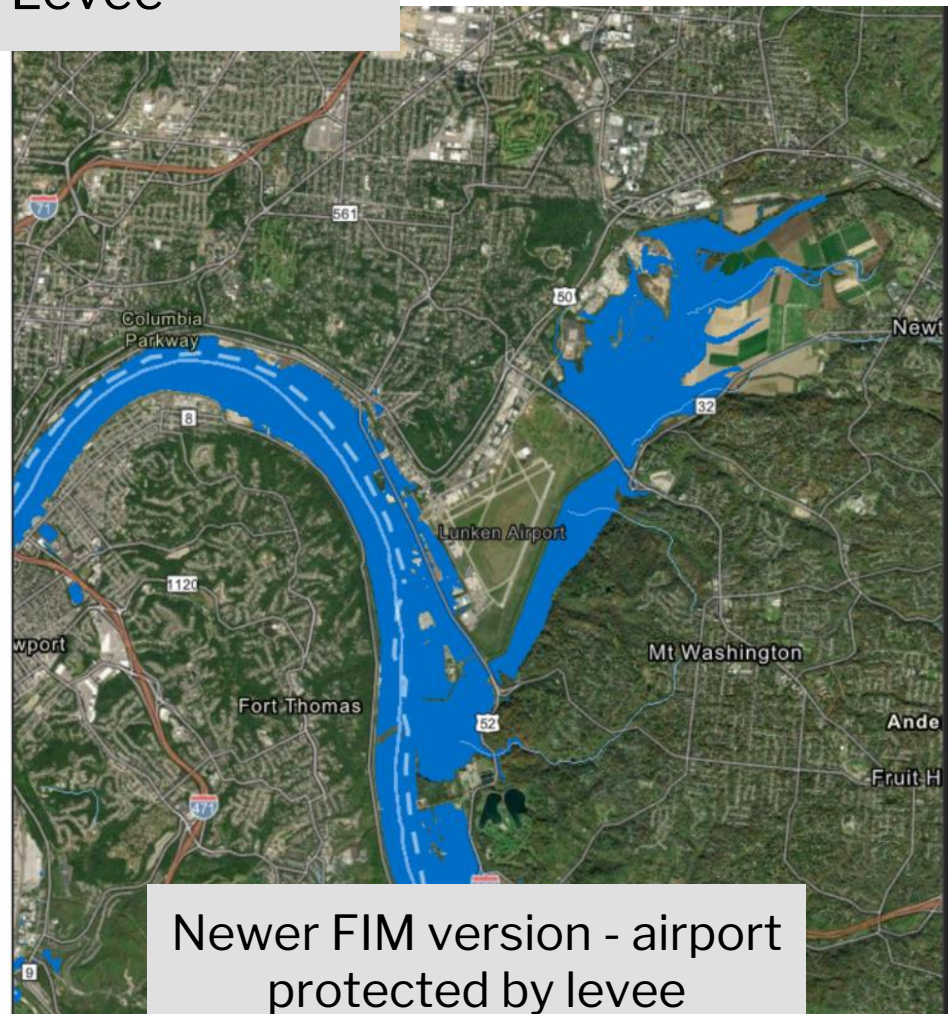 Levee
71
561
50
Columbia
Parkway
Newt
8
32
Lunken Airport
1120
wport
Mt Washington
Fort Thomas
52
Ande
Fruit H
471
9
Newer FIM version - airport
protected by levee